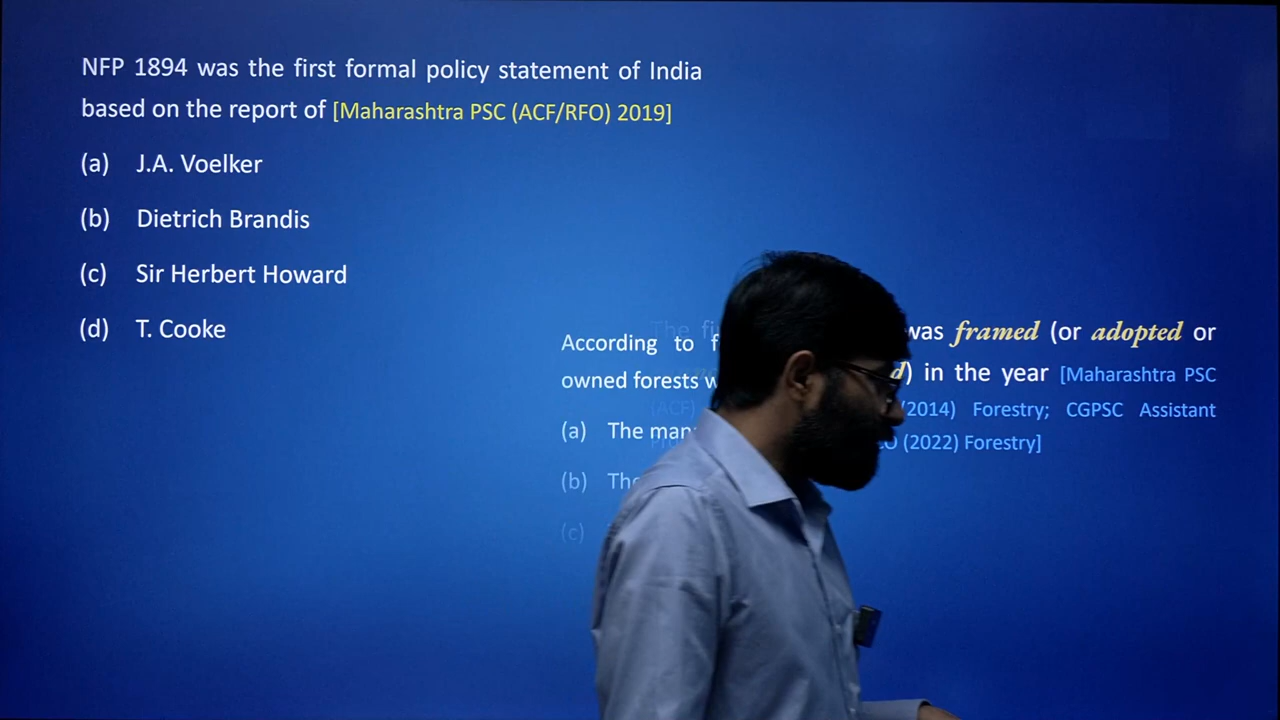 NFP 1894 was the first formal policy statement of India
based on the report of [Maharashtra PSC (ACF/RFO) 2019]
(a) J.A. Voelker
(b) Dietrich Brandis
(c) Sir Herbert Howard
(d) T. Cooke
According to
owned forests
(a) The
(b)
(c)
The was framed (or adopted or
in the year [Maharashtra PSC
(ACF) (2014) Forestry; CGPSC Assistant
(2022) Forestry]